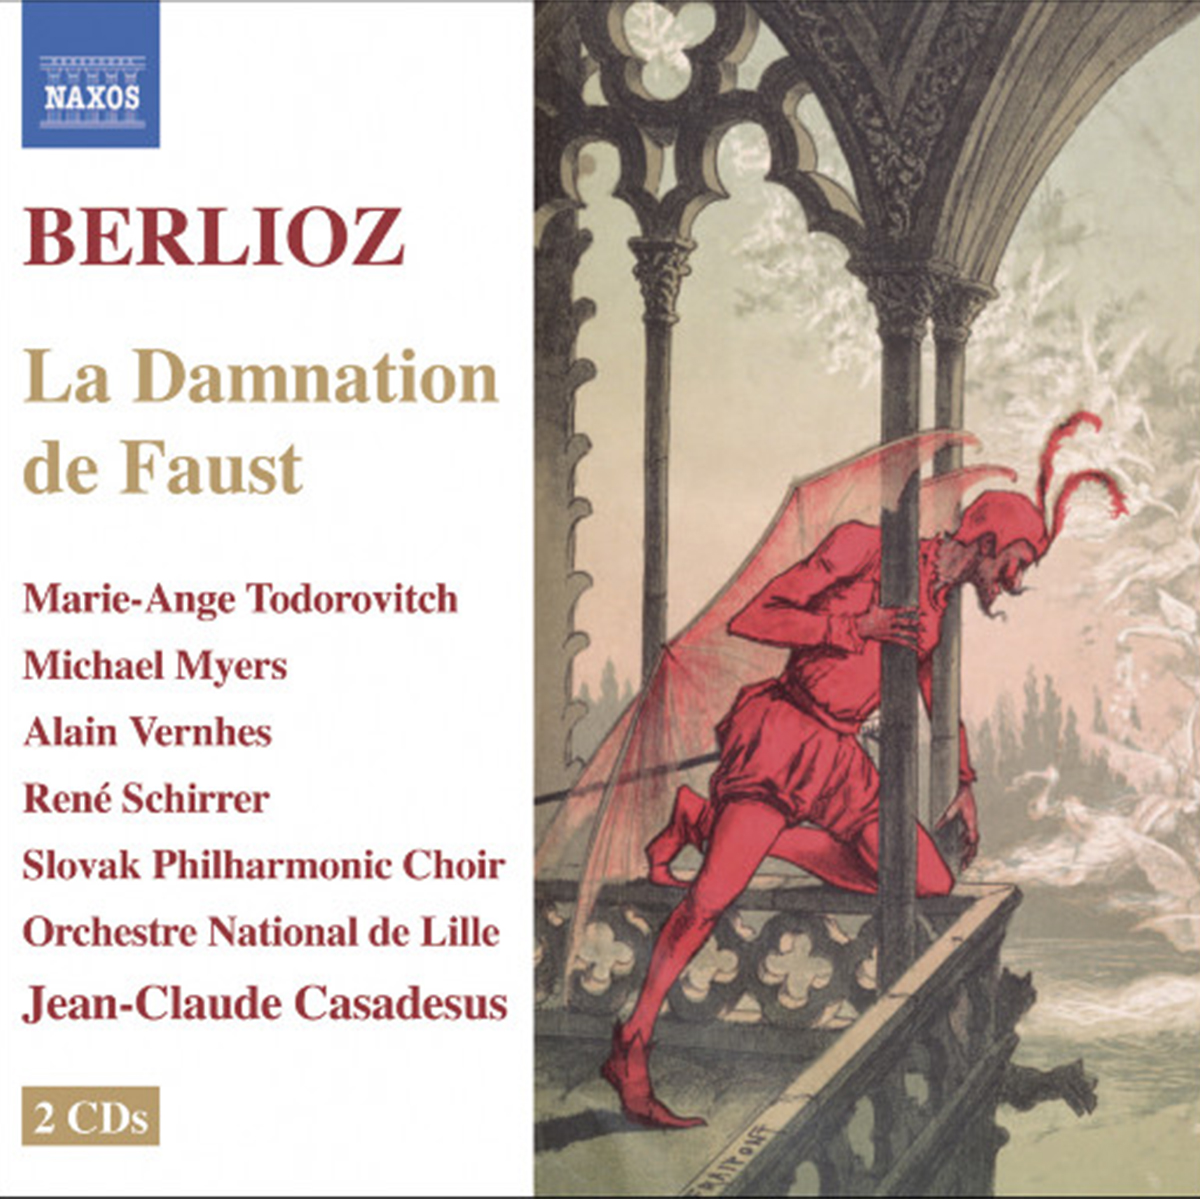 NAXOS
BERLIOZ
La Damnation
de Faust
Marie-Ange Todorovitch
Michael Myers
Alain Vernhes
René Schirrer
Slovak Philharmonic Choir
Orchestre National de Lille
Jean-Claude Casadesus
2 CDs